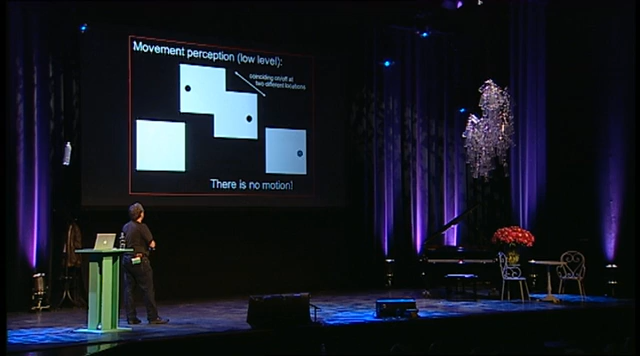 Movement perception (low level):
coinciding on/off at
two different locations
There is no motion!